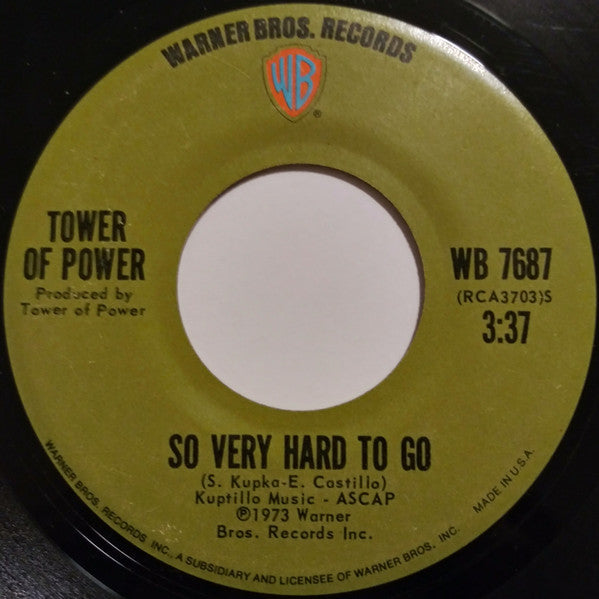 WARNER BROS. RECORDS
WB
®
TOWER
OF POWER
Produced by
Tower of Power
WB 7687
(RCA3703)S
3:37
SO VERY HARD TO GO
(S. Kupka-E. Castillo)
Kuptillo Music - ASCAP
℗1973 Warner
Bros. Records Inc.
WARNER BROS. RECORDS INC., A SUBSIDIARY AND LICENSEE OF WARNER BROS. INC.
MADE IN U.S.A.